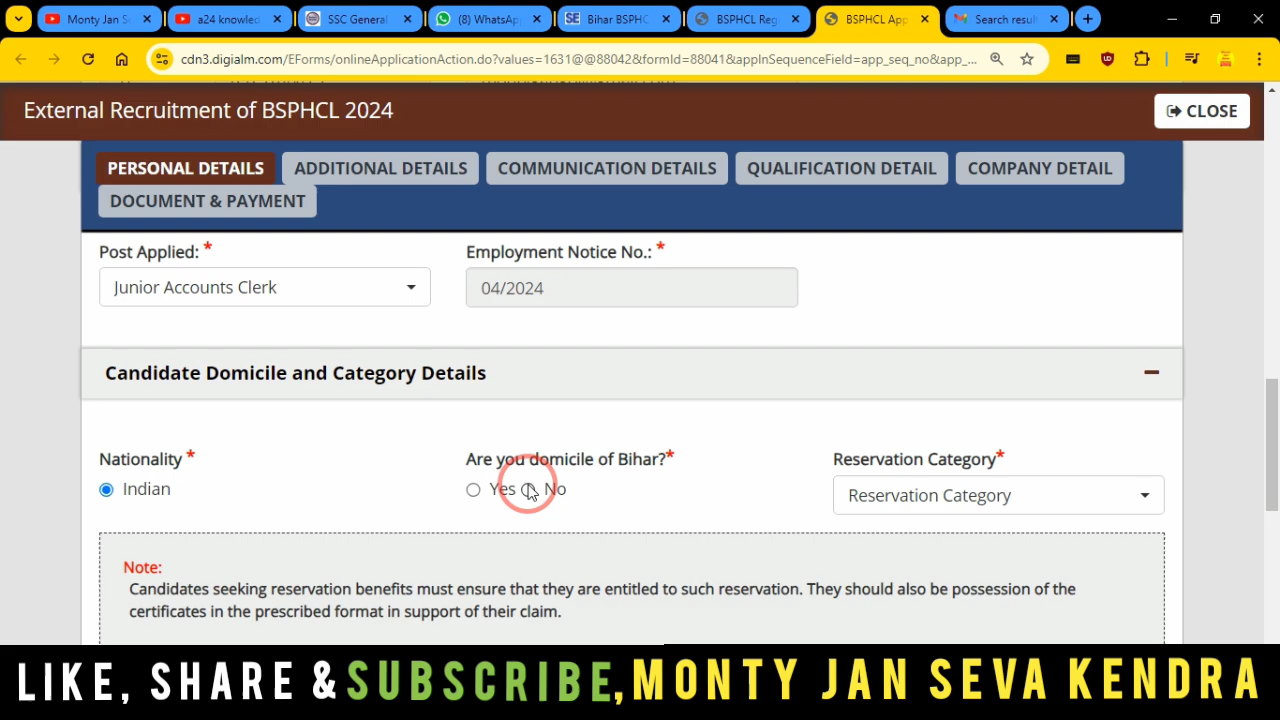 Monty Jan S
a24 knowled
SSC General
(8) WhatsAp
Bihar BSPHC
BSPHCL Reg
BSPHCL App
Search resul
cdn3.digialm.com/EForms/onlineApplicationAction.do?values=1631@@88042&formId=88041&appInSequenceField=app_seq_no&app_...
External Recruitment of BSPHCL 2024
CLOSE
PERSONAL DETAILS
ADDITIONAL DETAILS
COMMUNICATION DETAILS
QUALIFICATION DETAIL
COMPANY DETAIL
DOCUMENT & PAYMENT
Post Applied: *
Employment Notice No.: *
Junior Accounts Clerk
04/2024
Candidate Domicile and Category Details
Nationality *
Are you domicile of Bihar?*
Reservation Category*
Indian
Yes No
Reservation Category
Note:
Candidates seeking reservation benefits must ensure that they are entitled to such reservation. They should also be possession of the
certificates in the prescribed format in support of their claim.
LIKE, SHARE & SUBSCRIBE, MONTY JAN SEVA KENDRA